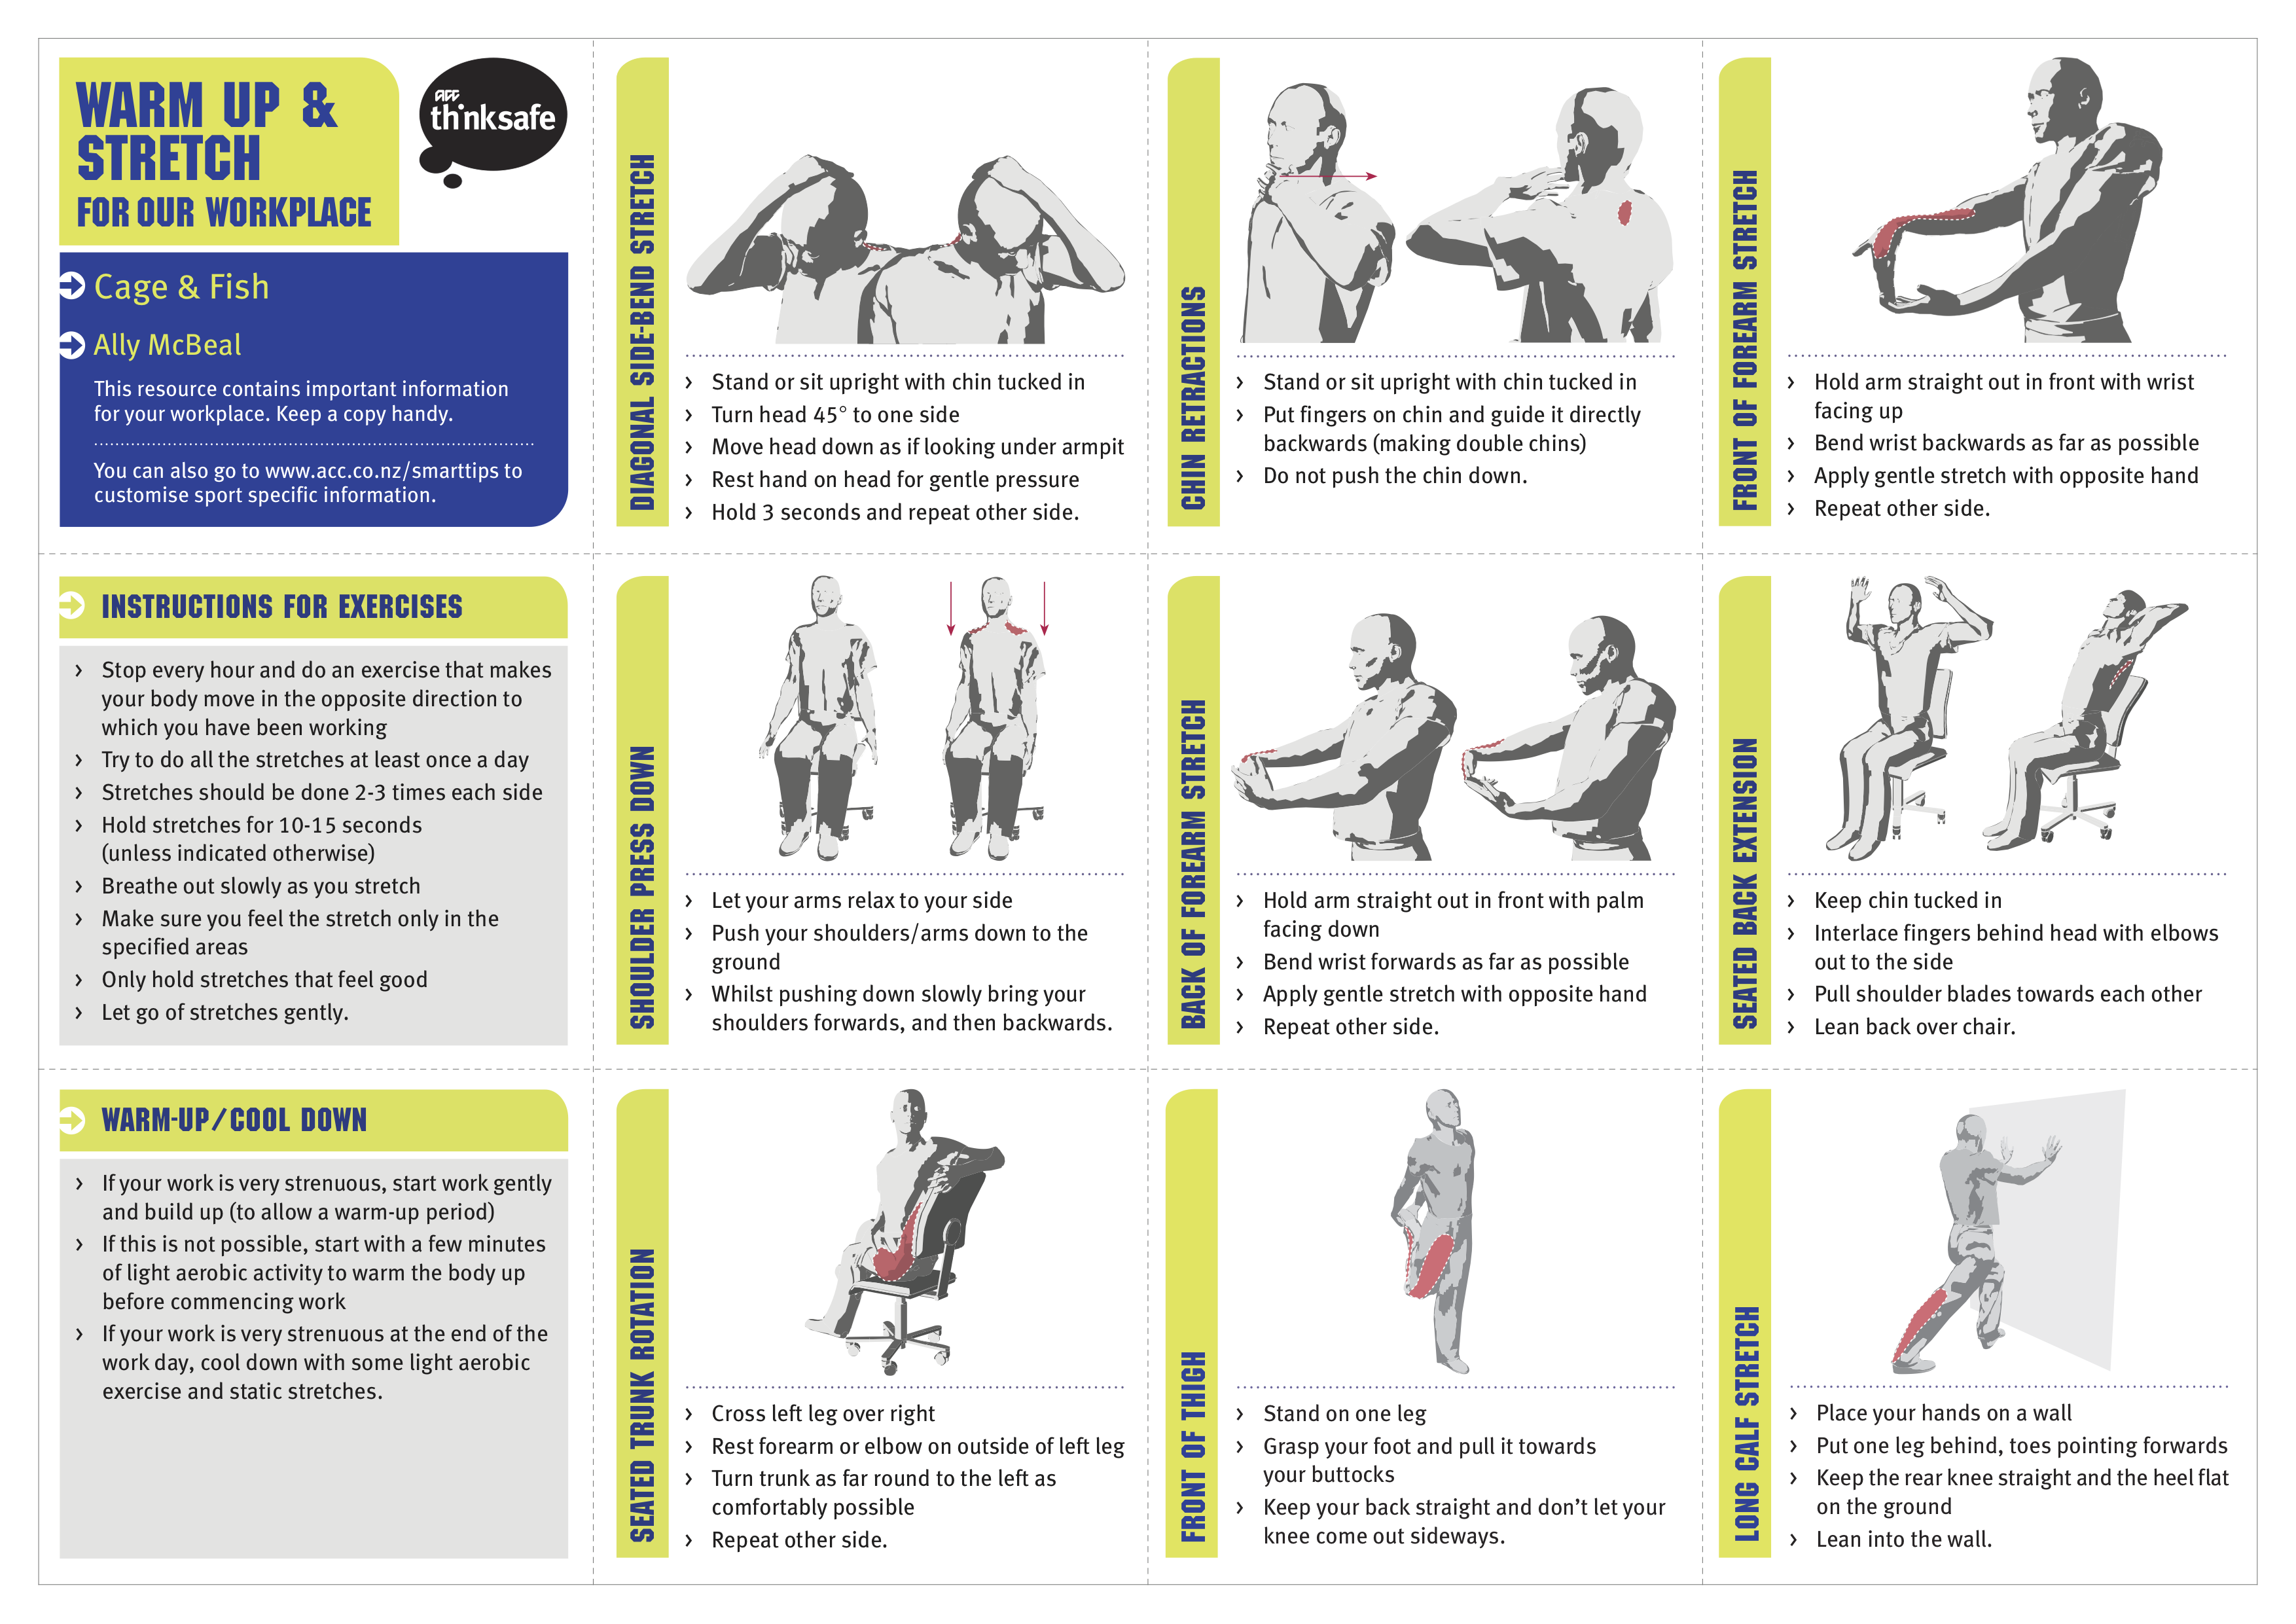 WARM UP &
STRETCH
FOR OUR WORKPLACE
acc
thinksafe
Cage & Fish
Ally McBeal
This resource contains important information
for your workplace. Keep a copy handy.
You can also go to www.acc.co.nz/smarttips to
customise sport specific information.
DIAGONAL SIDE-BEND STRETCH
› Stand or sit upright with chin tucked in
› Turn head 45° to one side
› Move head down as if looking under armpit
› Rest hand on head for gentle pressure
› Hold 3 seconds and repeat other side.
CHIN RETRACTIONS
› Stand or sit upright with chin tucked in
› Put fingers on chin and guide it directly
backwards (making double chins)
› Do not push the chin down.
FRONT OF FOREARM STRETCH
› Hold arm straight out in front with wrist
facing up
› Bend wrist backwards as far as possible
› Apply gentle stretch with opposite hand
› Repeat other side.
INSTRUCTIONS FOR EXERCISES
› Stop every hour and do an exercise that makes
your body move in the opposite direction to
which you have been working
› Try to do all the stretches at least once a day
› Stretches should be done 2-3 times each side
› Hold stretches for 10-15 seconds
(unless indicated otherwise)
› Breathe out slowly as you stretch
› Make sure you feel the stretch only in the
specified areas
› Only hold stretches that feel good
› Let go of stretches gently.
SHOULDER PRESS DOWN
› Let your arms relax to your side
› Push your shoulders/arms down to the
ground
› Whilst pushing down slowly bring your
shoulders forwards, and then backwards.
BACK OF FOREARM STRETCH
› Hold arm straight out in front with palm
facing down
› Bend wrist forwards as far as possible
› Apply gentle stretch with opposite hand
› Repeat other side.
SEATED BACK EXTENSION
› Keep chin tucked in
› Interlace fingers behind head with elbows
out to the side
› Pull shoulder blades towards each other
› Lean back over chair.
WARM-UP/COOL DOWN
› If your work is very strenuous, start work gently
and build up (to allow a warm-up period)
› If this is not possible, start with a few minutes
of light aerobic activity to warm the body up
before commencing work
› If your work is very strenuous at the end of the
work day, cool down with some light aerobic
exercise and static stretches.
SEATED TRUNK ROTATION
› Cross left leg over right
› Rest forearm or elbow on outside of left leg
› Turn trunk as far round to the left as
comfortably possible
› Repeat other side.
FRONT OF THIGH
› Stand on one leg
› Grasp your foot and pull it towards
your buttocks
› Keep your back straight and don't let your
knee come out sideways.
LONG CALF STRETCH
› Place your hands on a wall
› Put one leg behind, toes pointing forwards
› Keep the rear knee straight and the heel flat
on the ground
› Lean into the wall.